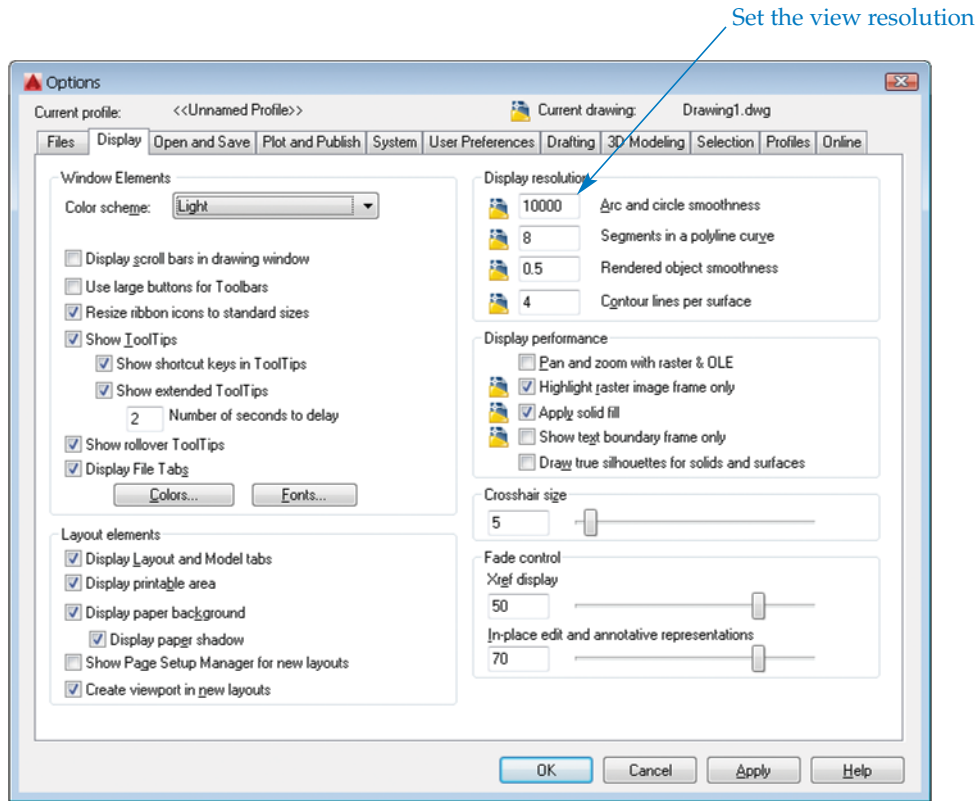 Set the view resolution
Options
Current profile: <<Unnamed Profile>> Current drawing: Drawing1.dwg
Files Display Open and Save Plot and Publish System User Preferences Drafting 3D Modeling Selection Profiles Online
Window Elements
Color scheme: Light
Display scroll bars in drawing window
Use large buttons for Toolbars
Resize ribbon icons to standard sizes
Show ToolTips
Show shortcut keys in ToolTips
Show extended ToolTips
2 Number of seconds to delay
Show rollover ToolTips
Display File Tabs
Colors... Fonts...
Layout elements
Display Layout and Model tabs
Display printable area
Display paper background
Display paper shadow
Show Page Setup Manager for new layouts
Create viewport in new layouts
Display resolution
10000 Arc and circle smoothness
8 Segments in a polyline curve
0.5 Rendered object smoothness
4 Contour lines per surface
Display performance
Pan and zoom with raster & OLE
Highlight raster image frame only
Apply solid fill
Show text boundary frame only
Draw true silhouettes for solids and surfaces
Crosshair size
5
Fade control
Xref display
50
In-place edit and annotative representations
70
OK Cancel Apply Help